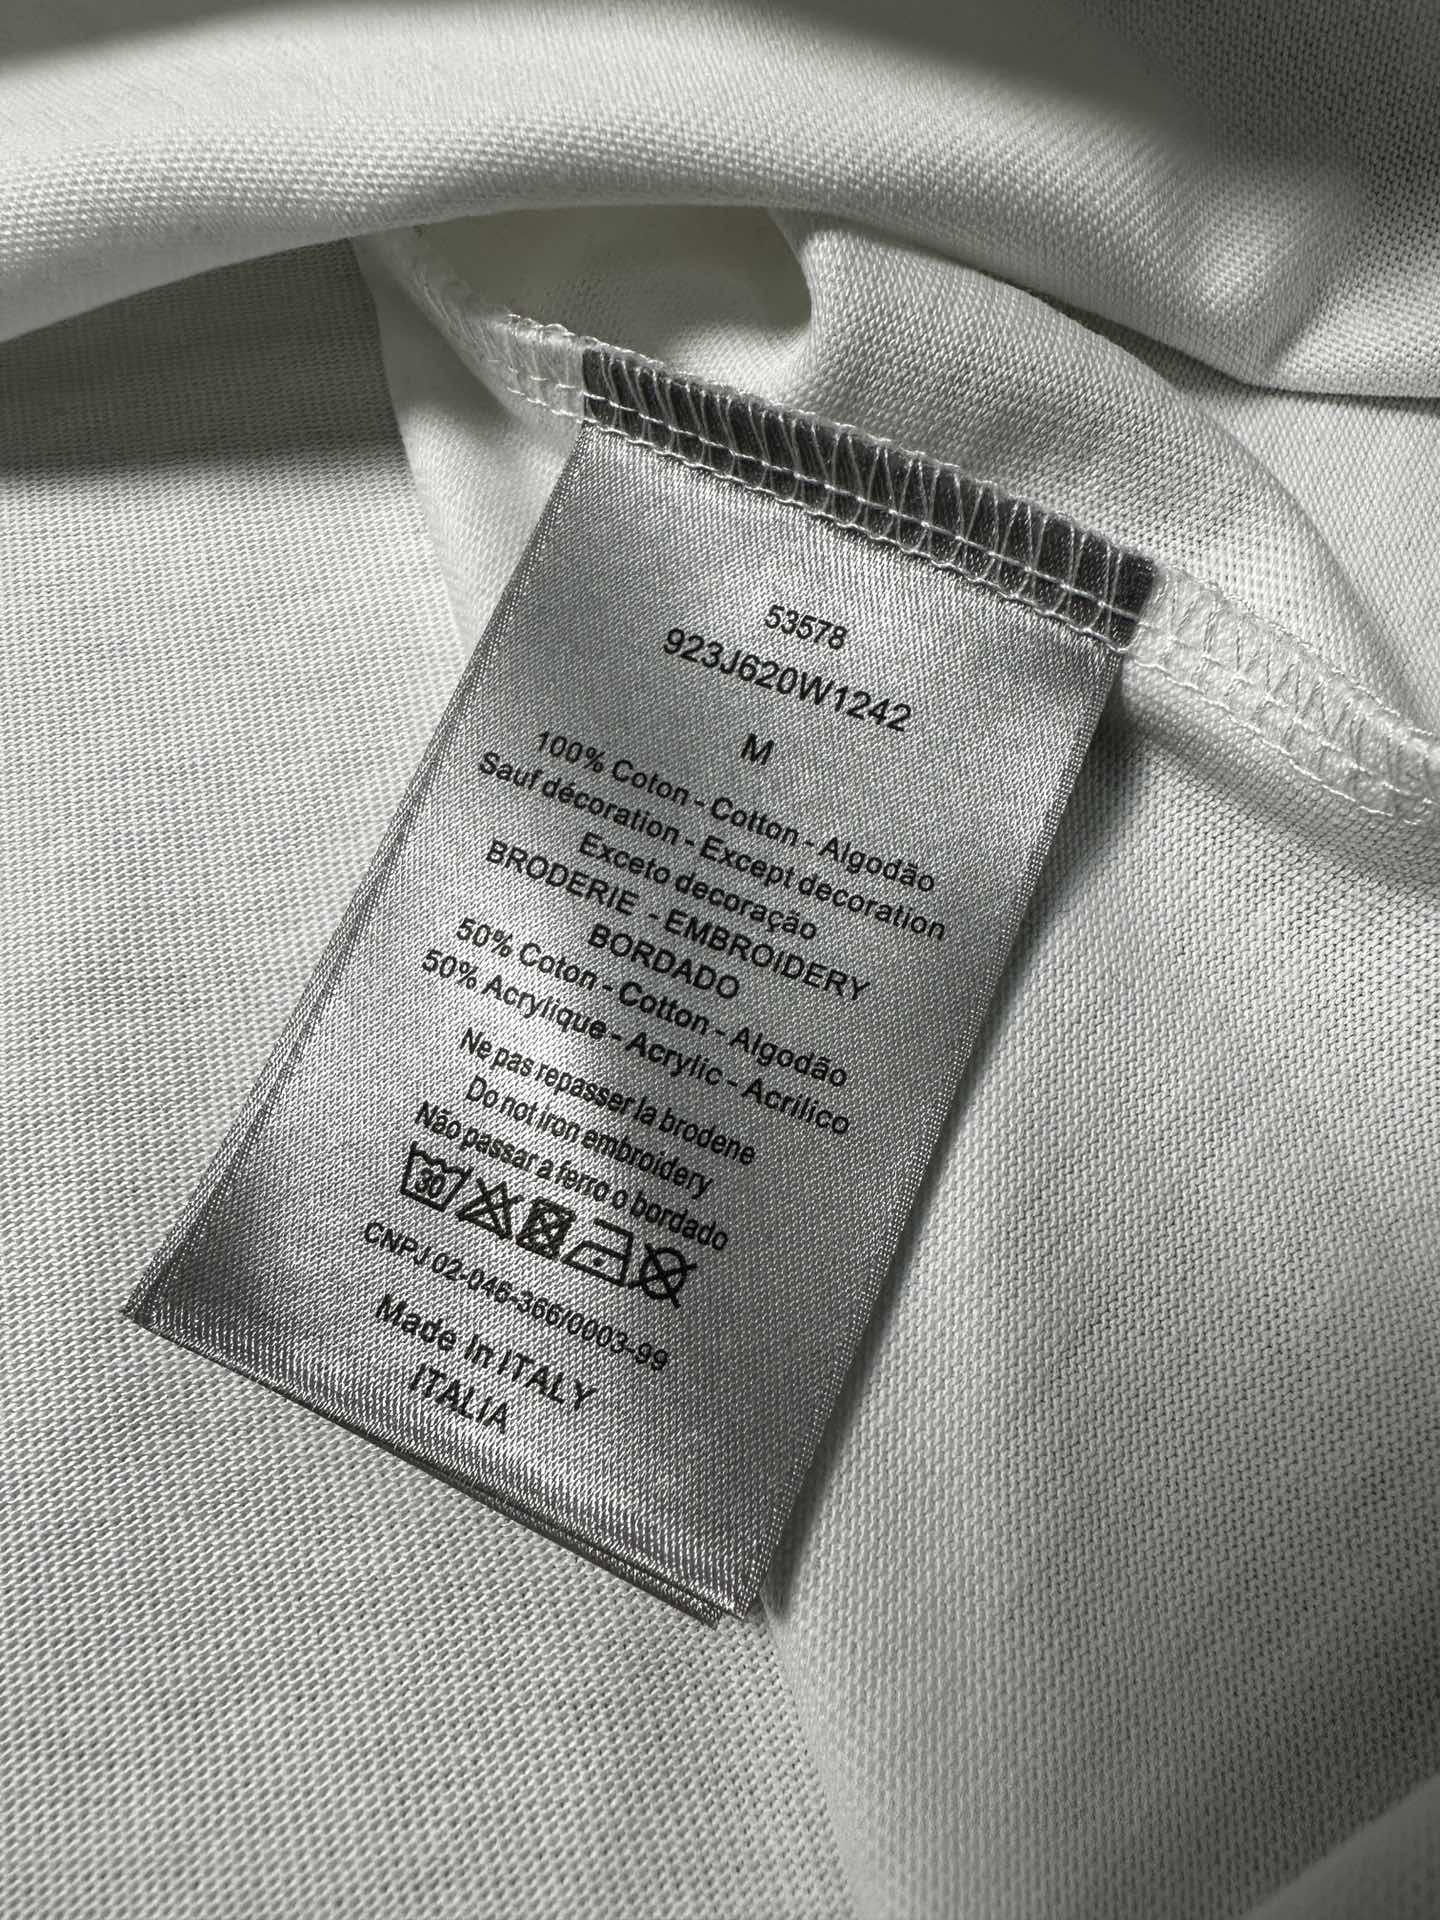 53578
923J620W1242
M
100% Coton - Cotton - Algodão
Sauf décoration - Except decoration
Exceto decoração
BRODERIE - EMBROIDERY
BORDADO
50% Coton - Cotton - Algodão
50% Acrylique - Acrylic - Acrilico
Ne pas repasser la brodene
Do not iron embroidery
Não passar a ferro o bordado
30
CNPJ 02-046-366/0003-99
Made In ITALY
ITALIA